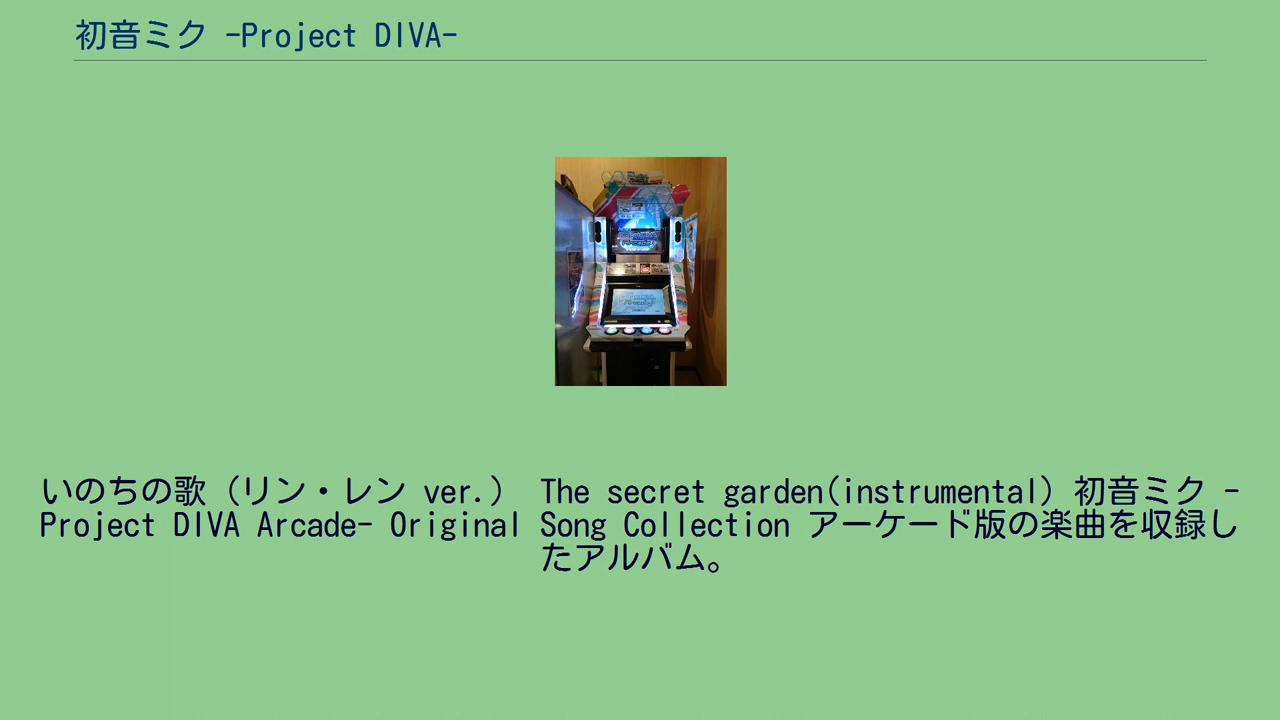 初音ミク -Project DIVA-
いのちの歌（リン・レン ver.） The secret garden(instrumental) 初音ミク -
Project DIVA Arcade- Original Song Collection アーケード版の楽曲を収録し
たアルバム。